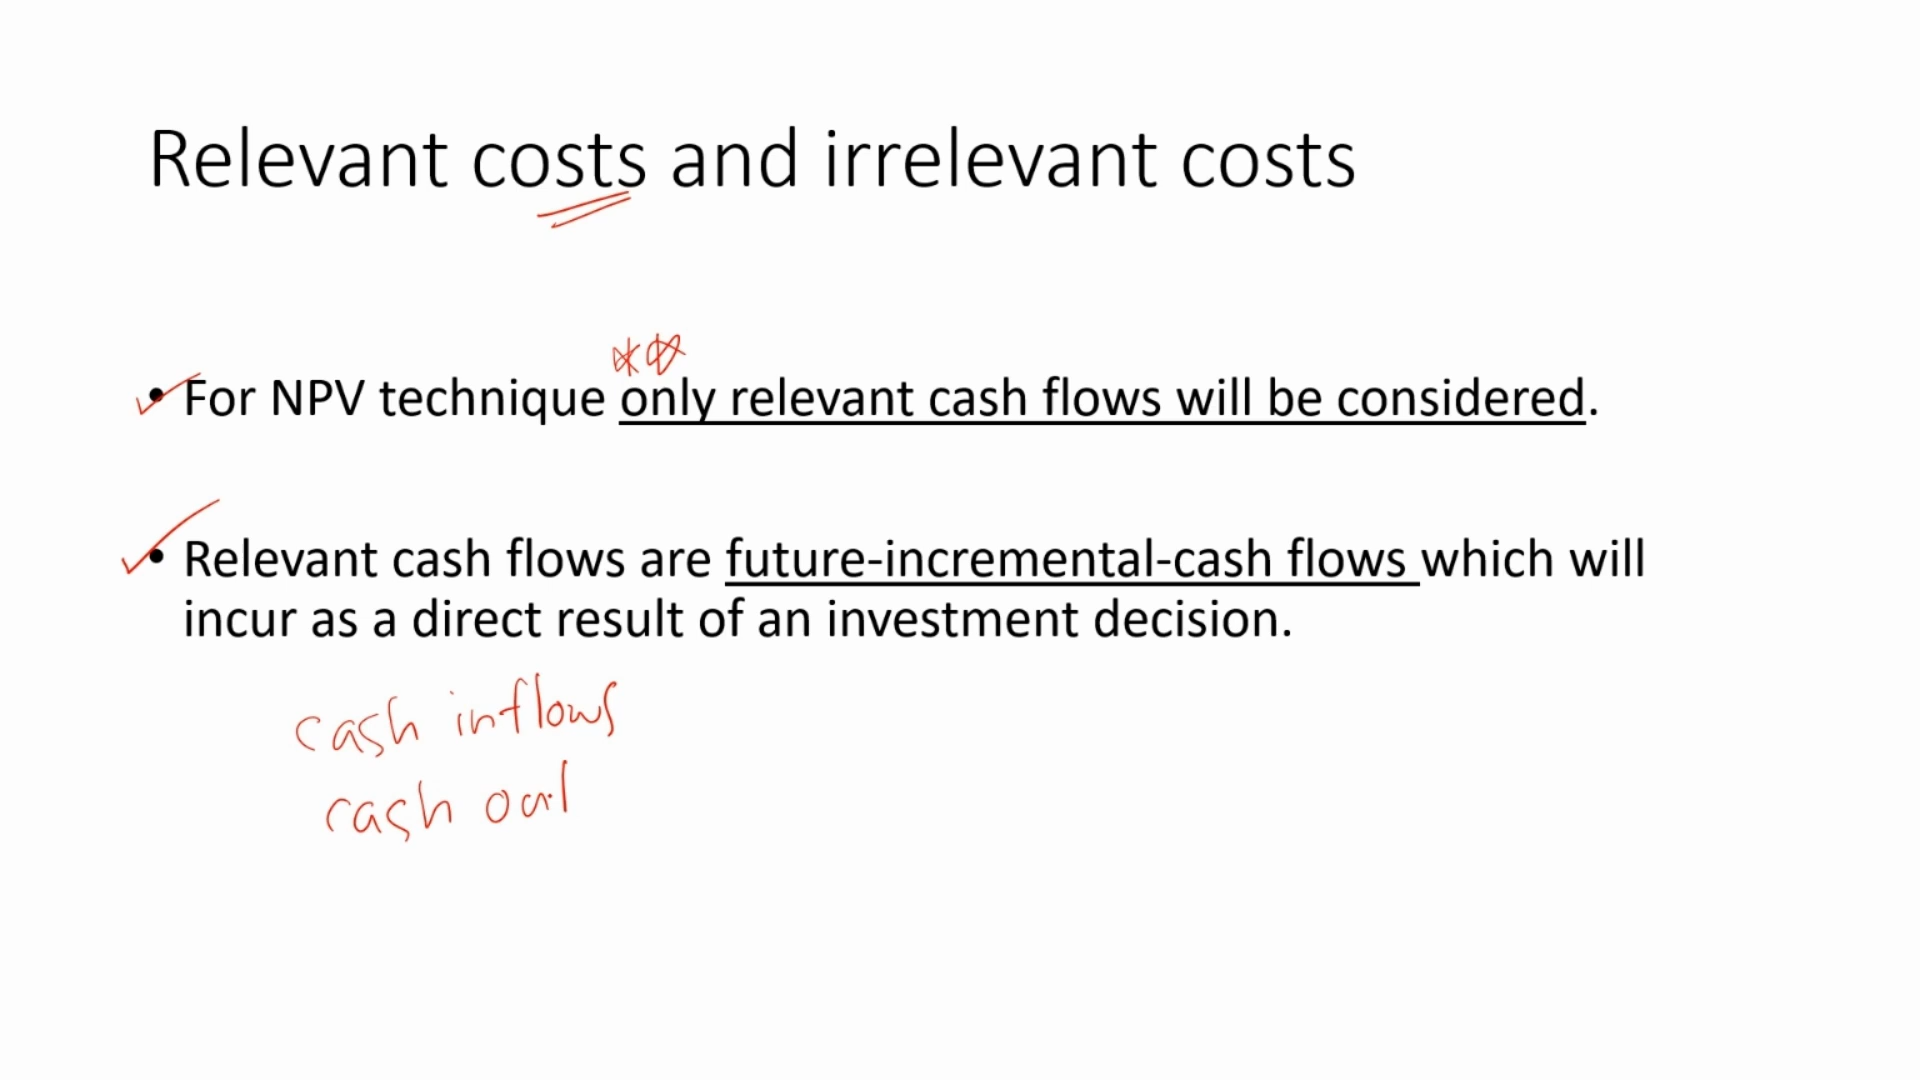 Relevant costs and irrelevant costs
• For NPV technique only relevant cash flows will be considered.
• Relevant cash flows are future-incremental-cash flows which will
incur as a direct result of an investment decision.
cash inflows
cash out